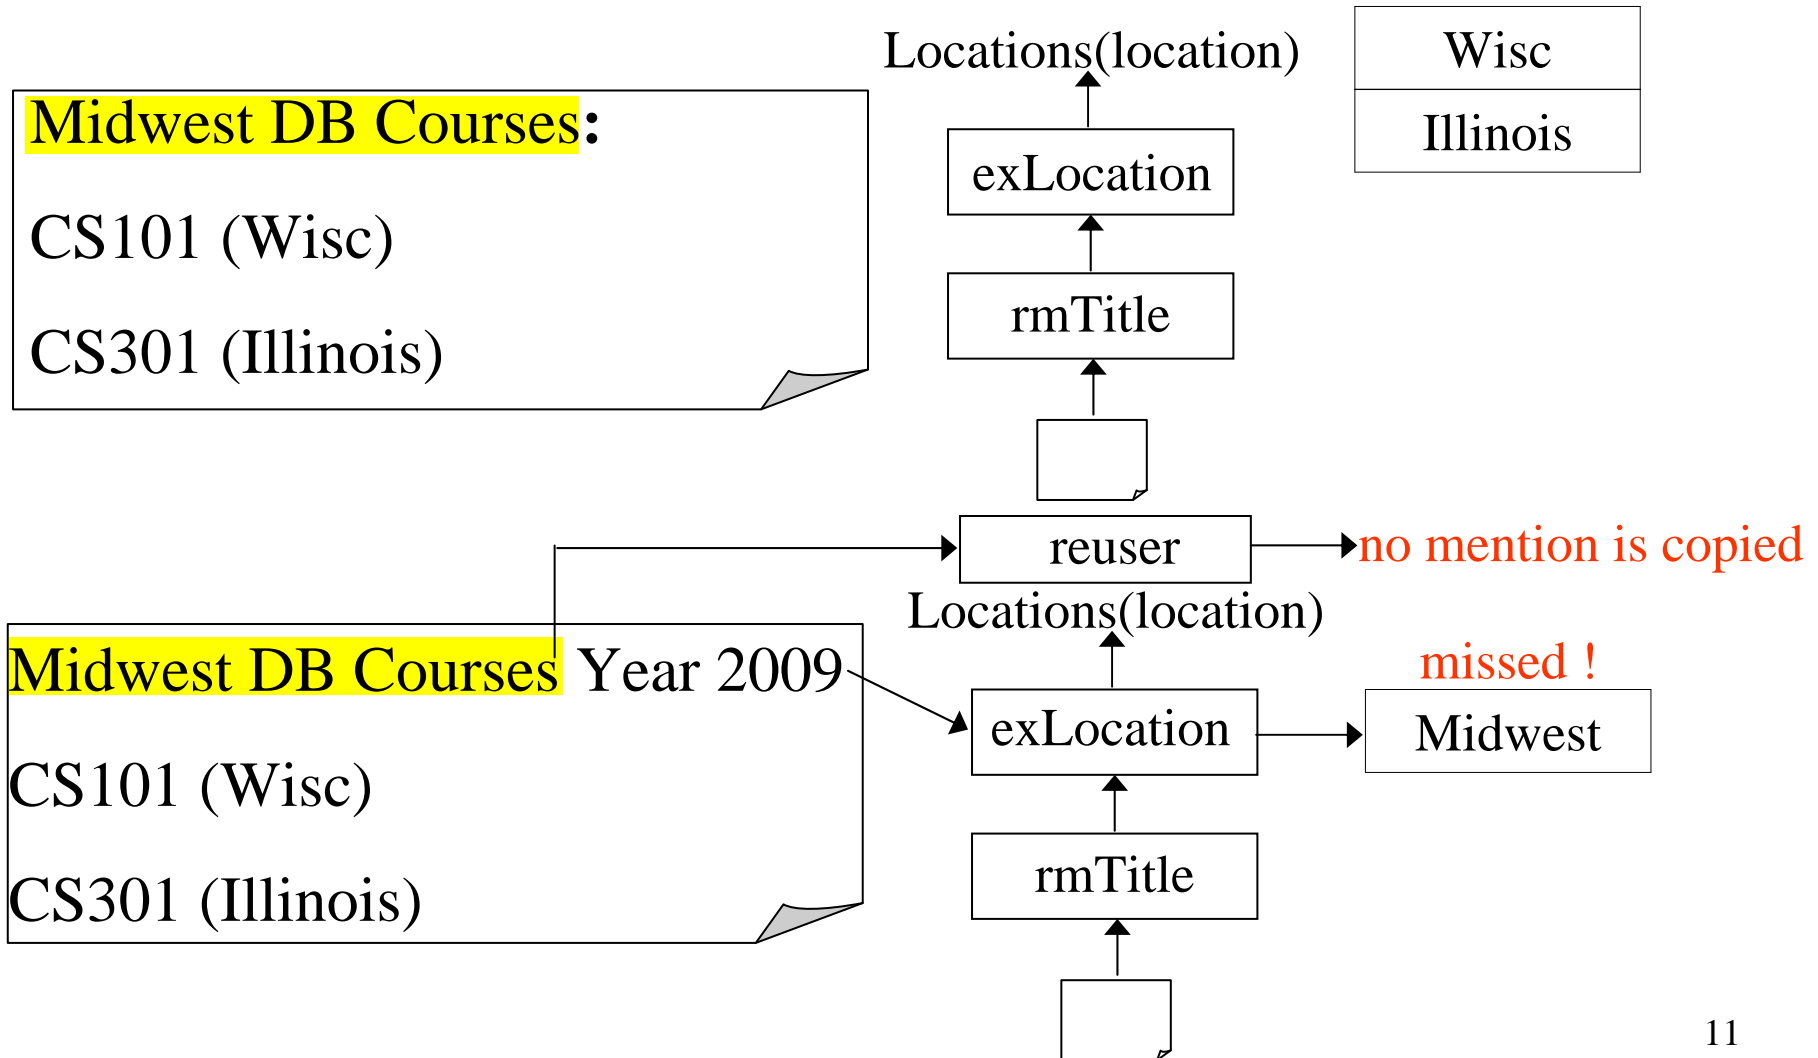 Locations(location)
Wisc
Illinois
Midwest DB Courses:
CS101 (Wisc)
CS301 (Illinois)
exLocation
rmTitle
reuser
no mention is copied
Locations(location)
Midwest DB Courses Year 2009
CS101 (Wisc)
CS301 (Illinois)
missed !
exLocation
Midwest
rmTitle
11